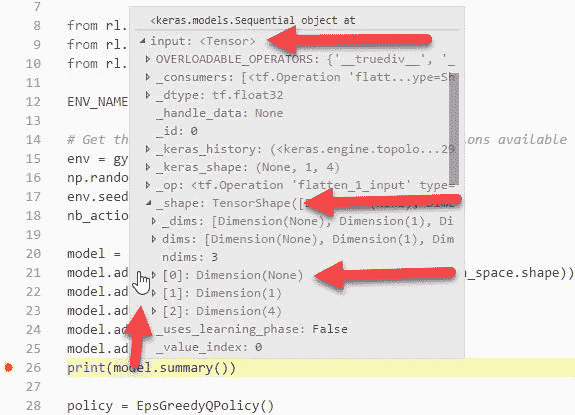 <keras.models.Sequential object at
7
8 from rl.
9 from rl.
10 from rl.
11
12 ENV_NAME
13
14 # Get th ons available
15 env = gy
16 np.random
17 env.seed
18 nb_action
19
20 model =
21 model.ad n_space.shape))
22 model.ad
23 model.ad
24 model.ad
25 model.ad
26 print(model.summary())
27
28 policy = EpsGreedyQPolicy()
input: <Tensor>
OVERLOADABLE_OPERATORS: {'__truediv__', '_
_consumers: [<tf.Operation 'flatt...ype=Sh
_dtype: tf.float32
_handle_data: None
_id: 0
_keras_history: (<keras.engine.topolo...29
_keras_shape: (None, 1, 4)
_op: <tf.Operation 'flatten_1_input' type=
_shape: TensorShape([
_dims: [Dimension(None), Dimension(1), Di
dims: [Dimension(None), Dimension(1), Dim
ndims: 3
[0]: Dimension(None)
[1]: Dimension(1)
[2]: Dimension(4)
_uses_learning_phase: False
_value_index: 0